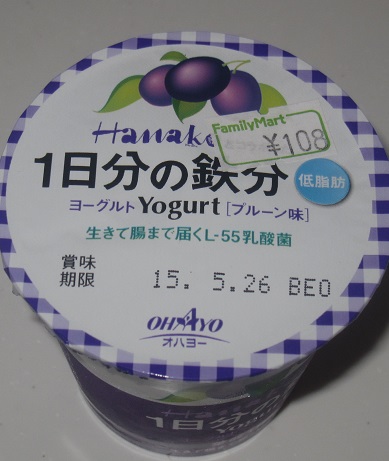 Hanako
FamilyMart
¥108
1日分の鉄分
低脂肪
ヨーグルト Yogurt [プルーン味]
生きて腸まで届くL-55乳酸菌
賞味
期限
15. 5.26 BEO
OHAYO
オハヨー
1日分の